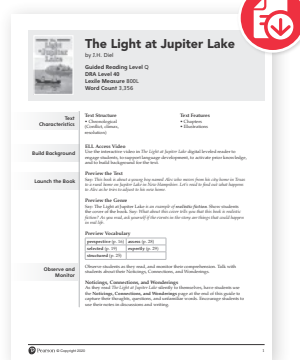 The Light at Jupiter Lake
by J.H. Diel
Guided Reading Level Q
DRA Level 40
Lexile Measure 800L
Word Count 3,356
Text
Characteristics
Text Structure
• Chronological
(Conflict, climax,
resolution)
Text Features
• Chapters
• Illustrations
Build Background
ELL Access Video
Use the interactive video in The Light at Jupiter Lake digital leveled reader to
engage students, to support language development, to activate prior knowledge,
and to build background for the text.
Launch the Book
Preview the Text
Say: This book is about a young boy named Alec who moves from his city home in Texas
to a rural home on Jupiter Lake in New Hampshire. Let's read to find out what happens
to Alec as he tries to adjust to his new home.
Preview the Genre
Say: The Light at Jupiter Lake is an example of realistic fiction. Show students
the cover of the book. Say: What about this cover tells you that this book is realistic
fiction? As you read, ask yourself if the events in the story are things that could happen
in real life.
Preview Vocabulary
perspective (p. 16) access (p. 28)
selected (p. 19) expertly (p. 29)
structured (p. 25)
Observe and
Monitor
Observe students as they read, and monitor their comprehension. Talk with
students about their Noticings, Connections, and Wonderings.
Noticings, Connections, and Wonderings
As they read The Light at Jupiter Lake silently to themselves, have students use
the Noticings, Connections, and Wonderings page at the end of this guide to
capture their thoughts, questions, and unfamiliar words. Encourage students to
use their notes in discussions and writing.
Pearson © Copyright 2022
1